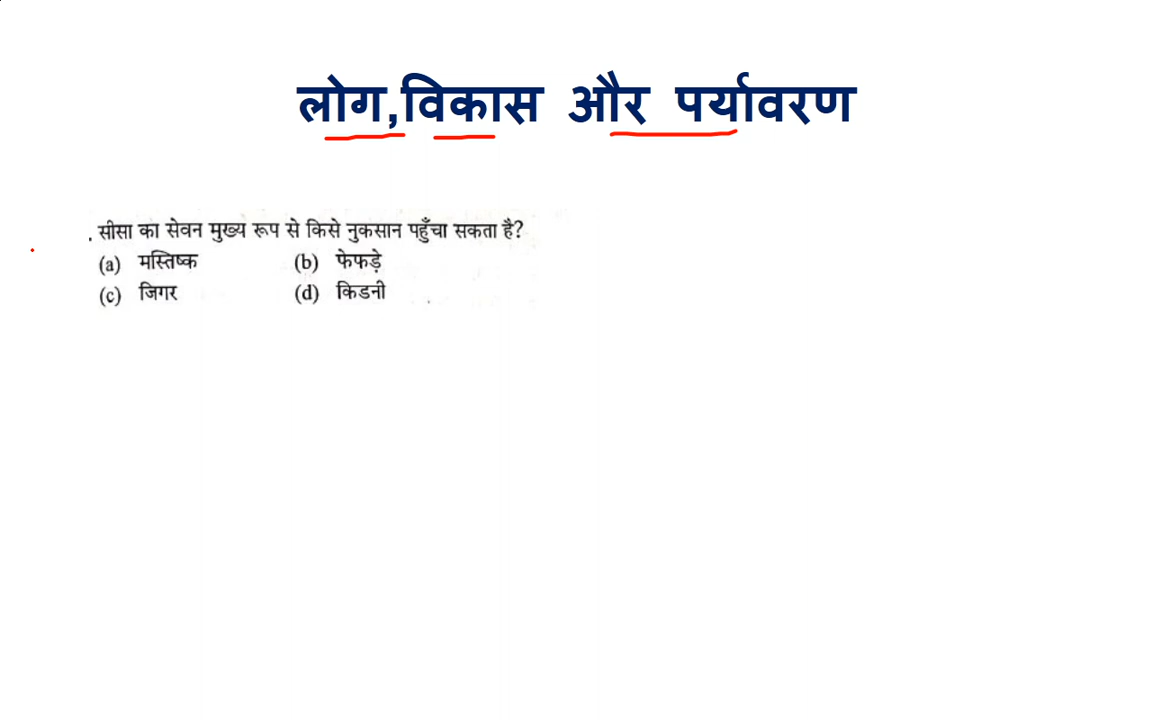 लोग,विकास और पर्यावरण
. सीसा का सेवन मुख्य रूप से किसे नुकसान पहुँचा सकता है?
(a) मस्तिष्क (b) फेफड़े
(c) जिगर (d) किडनी